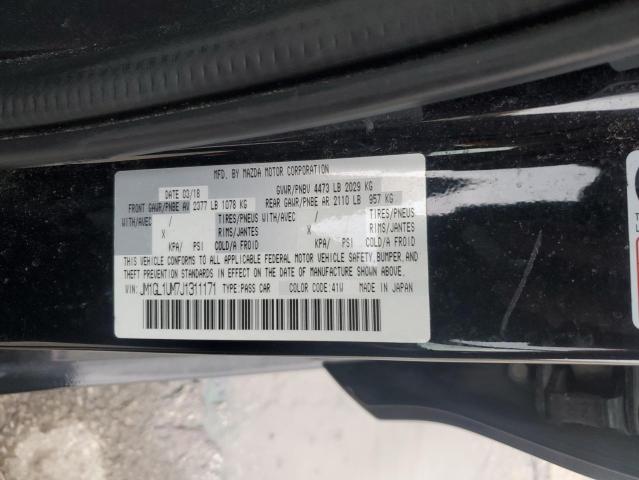 MFD. BY MAZDA MOTOR CORPORATION
DATE 03/18 GVWR/PNBV 4473 LB 2029 KG
FRONT GAWR/PNBE AV 2377 LB 1078 KG REAR GAWR/PNBE AR 2110 LB 957 KG
WITH/AVEC / TIRES/PNEUS WITH/AVEC / TIRES/PNEUS
X RIMS/JANTES X RIMS/JANTES
KPA/ PSI COLD/A FROID KPA/ PSI COLD/A FROID
THIS VEHICLE CONFORMS TO ALL APPLICABLE FEDERAL MOTOR VEHICLE SAFETY, BUMPER, AND
THEFT PREVENTION STANDARDS IN EFFECT ON THE DATE OF MANUFACTURE SHOWN ABOVE.
VIN: JM1GL1UM7J1311171 TYPE:PASS CAR COLOR CODE:41W MADE IN JAPAN